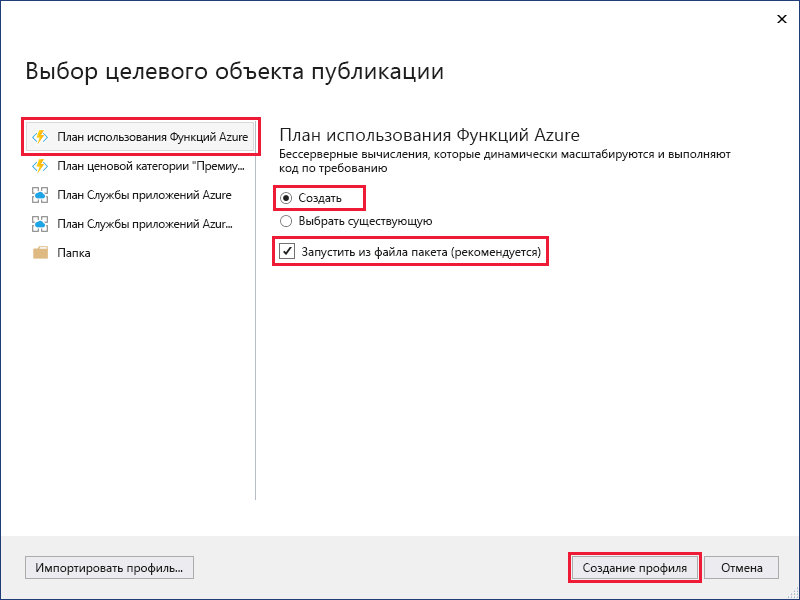 Выбор целевого объекта публикации
План использования Функций Azure
План ценовой категории "Премиу...
План Службы приложений Azure
План Службы приложений Azur...
Папка
План использования Функций Azure
Бессерверные вычисления, которые динамически масштабируются и выполняют
код по требованию
Создать
Выбрать существующую
Запустить из файла пакета (рекомендуется)
Импортировать профиль...
Создание профиля
Отмена